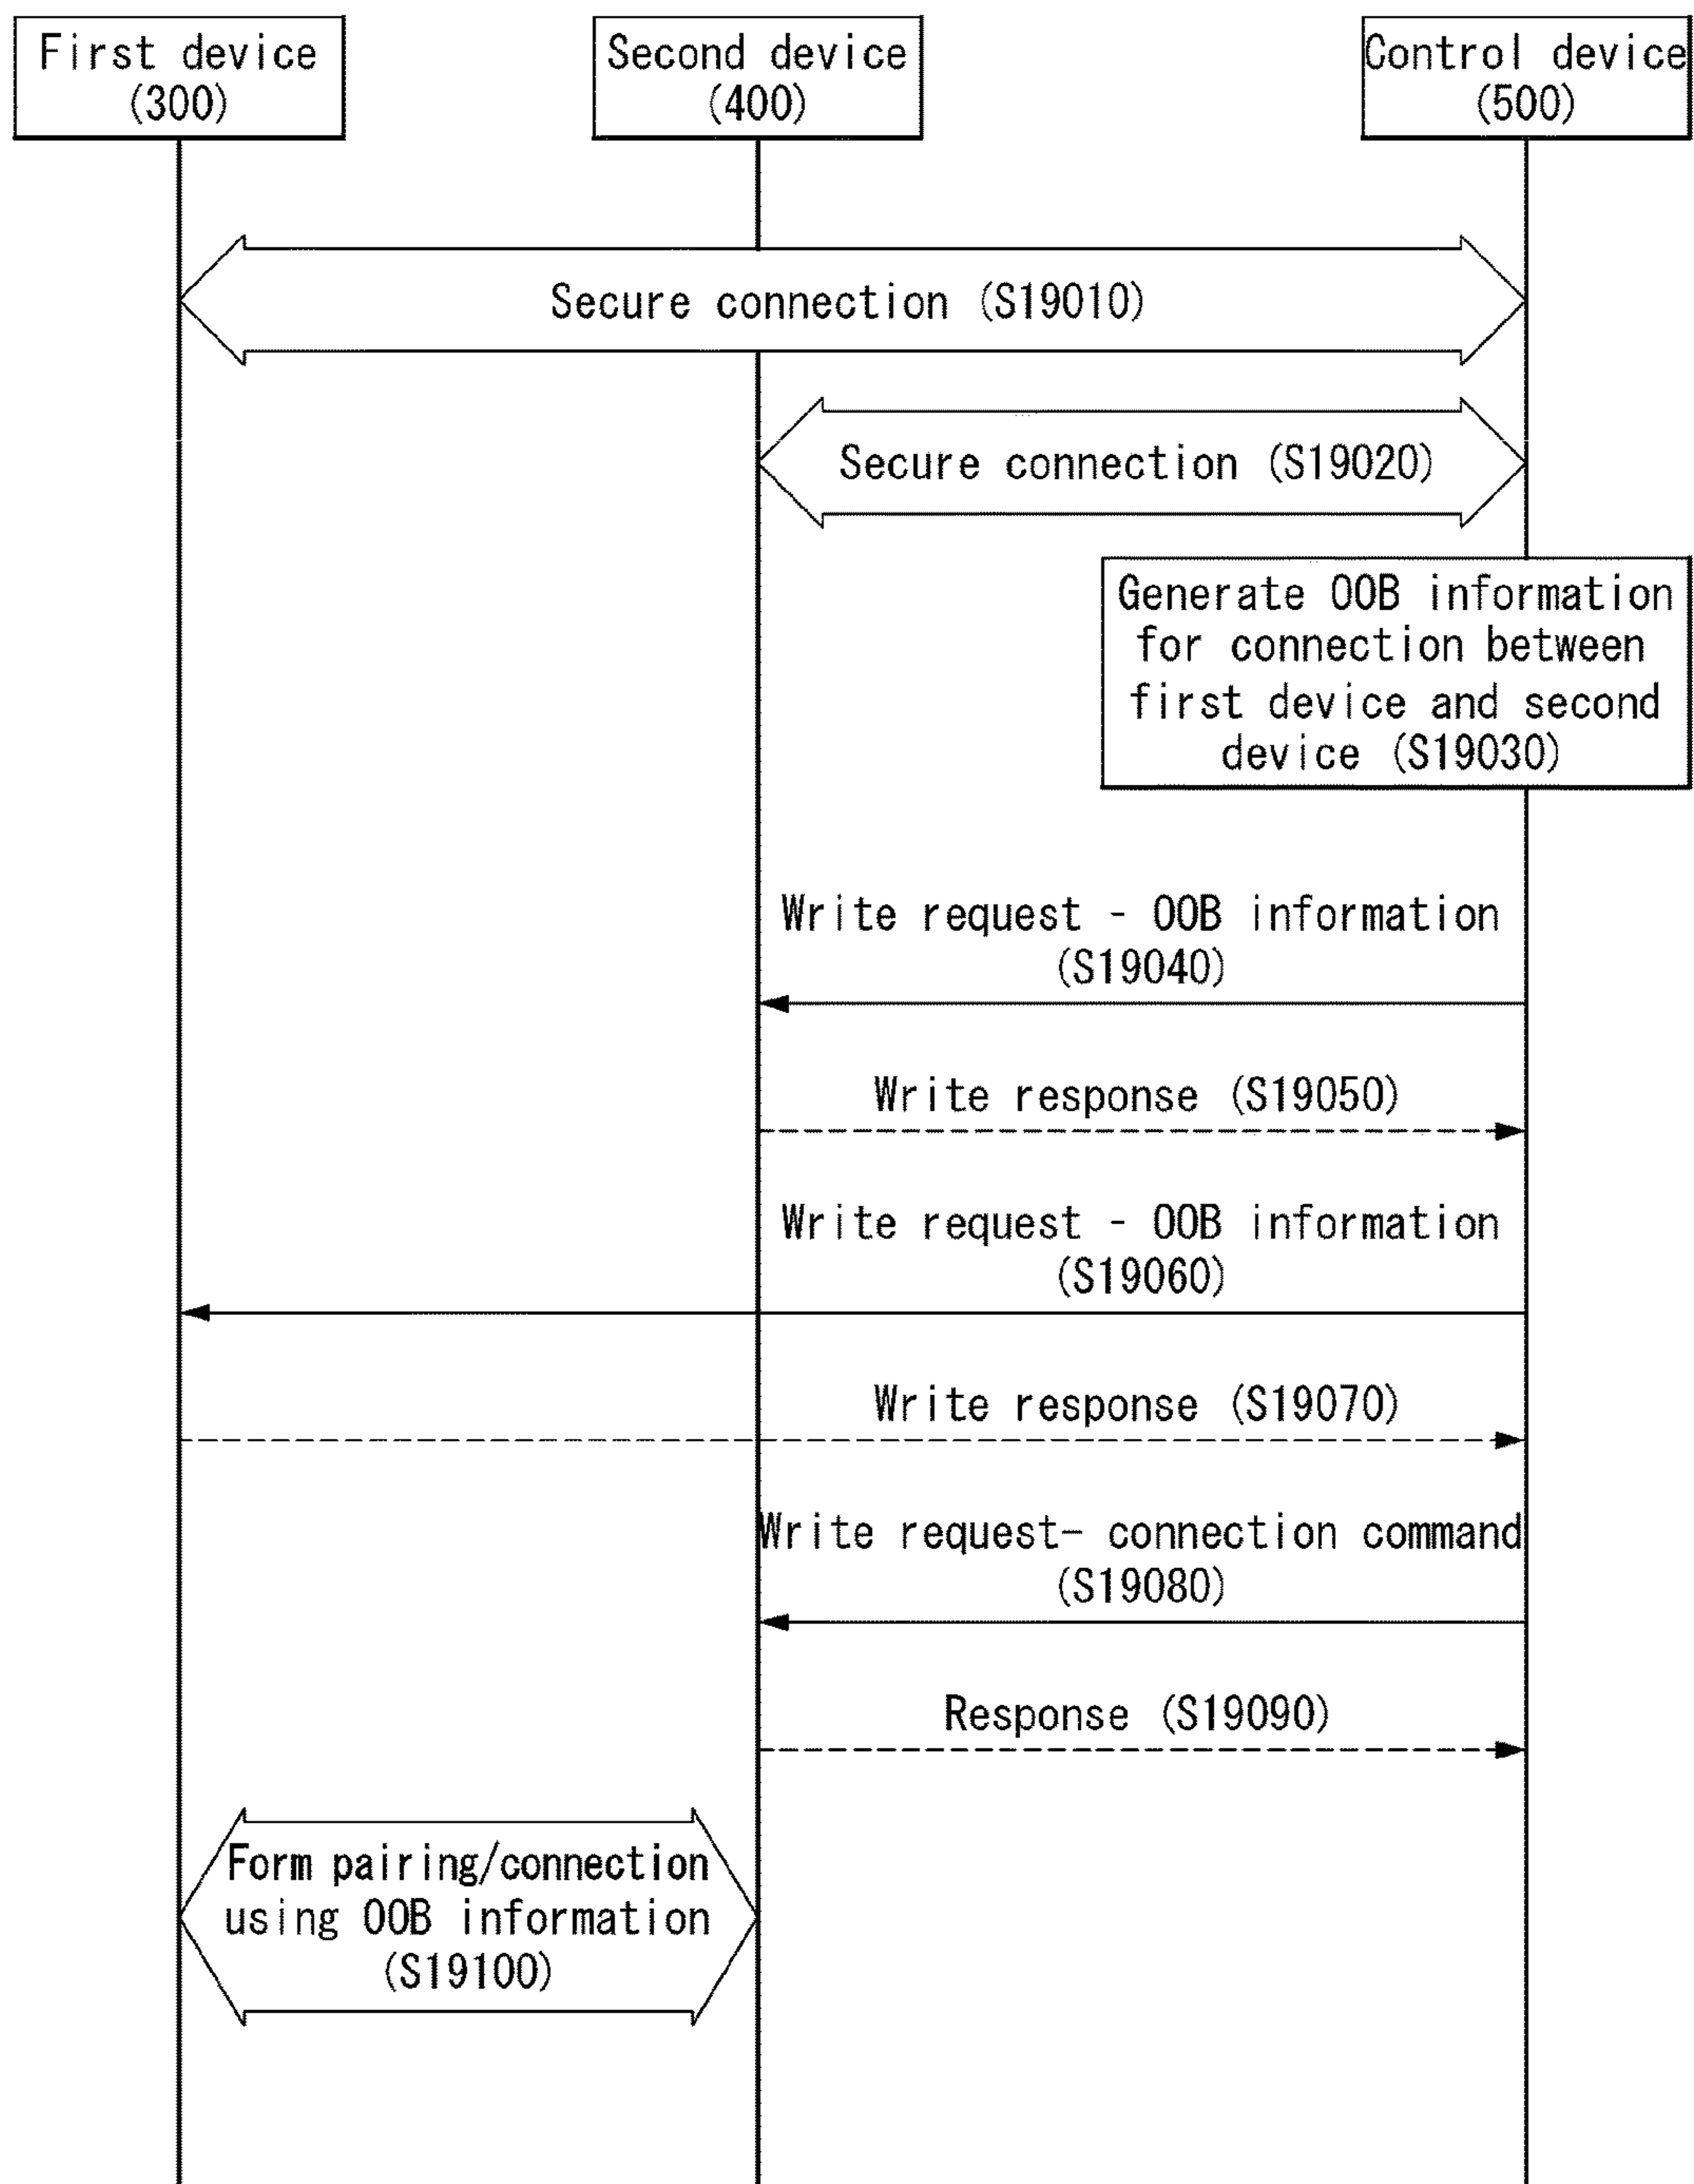 First device
(300)
Second device
(400)
Control device
(500)
Secure connection (S19010)
Secure connection (S19020)
Generate OOB information
for connection between
first device and second
device (S19030)
Write request - OOB information
(S19040)
Write response (S19050)
Write request - OOB information
(S19060)
Write response (S19070)
Write request- connection command
(S19080)
Response (S19090)
Form pairing/connection
using OOB information
(S19100)